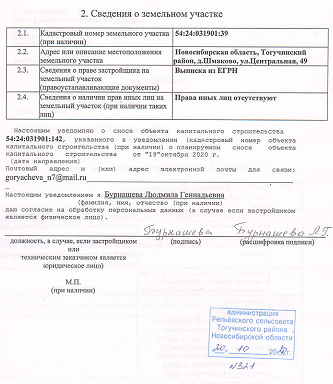 2. Сведения о земельном участке
2.1. Кадастровый номер земельного участка (при наличии) 54:24:031901:39
2.2. Адрес или описание местоположения земельного участка Новосибирская область, Тогучинский район, д.Шмаково, ул.Центральная, 49
2.3. Сведения о праве застройщика на земельный участок (правоустанавливающие документы) Выписка из ЕГРН
2.4. Сведения о наличии прав иных лиц на земельный участок (при наличии таких лиц) Права иных лиц отсутствуют
Настоящим уведомляю о сносе объекта капитального строительства
54:24:031901:142, указанного в уведомлении (кадастровый номер объекта
капитального строительства (при наличии) о планируемом сносе объекта
капитального строительства от "19"октября 2020 г.
(дата направления)
Почтовый адрес и (или) адрес электронной почты для связи:
goryachevv_n7@mail.ru
Настоящим уведомлением я Бурнашева Людмила Геннадьевна
(фамилия, имя, отчество (при наличии)
даю согласие на обработку персональных данных (в случае если застройщиком
является физическое лицо).
Бурнашева Бурнашева Л.Г.
должность, в случае, если застройщиком (подпись) (расшифровка подписи)
или
техническим заказчиком является
юридическое лицо)
М.П.
(при наличии)
администрация
Репьёвского сельсовета
Тогучинского района
Новосибирской области
20. 10 2020г.
№321